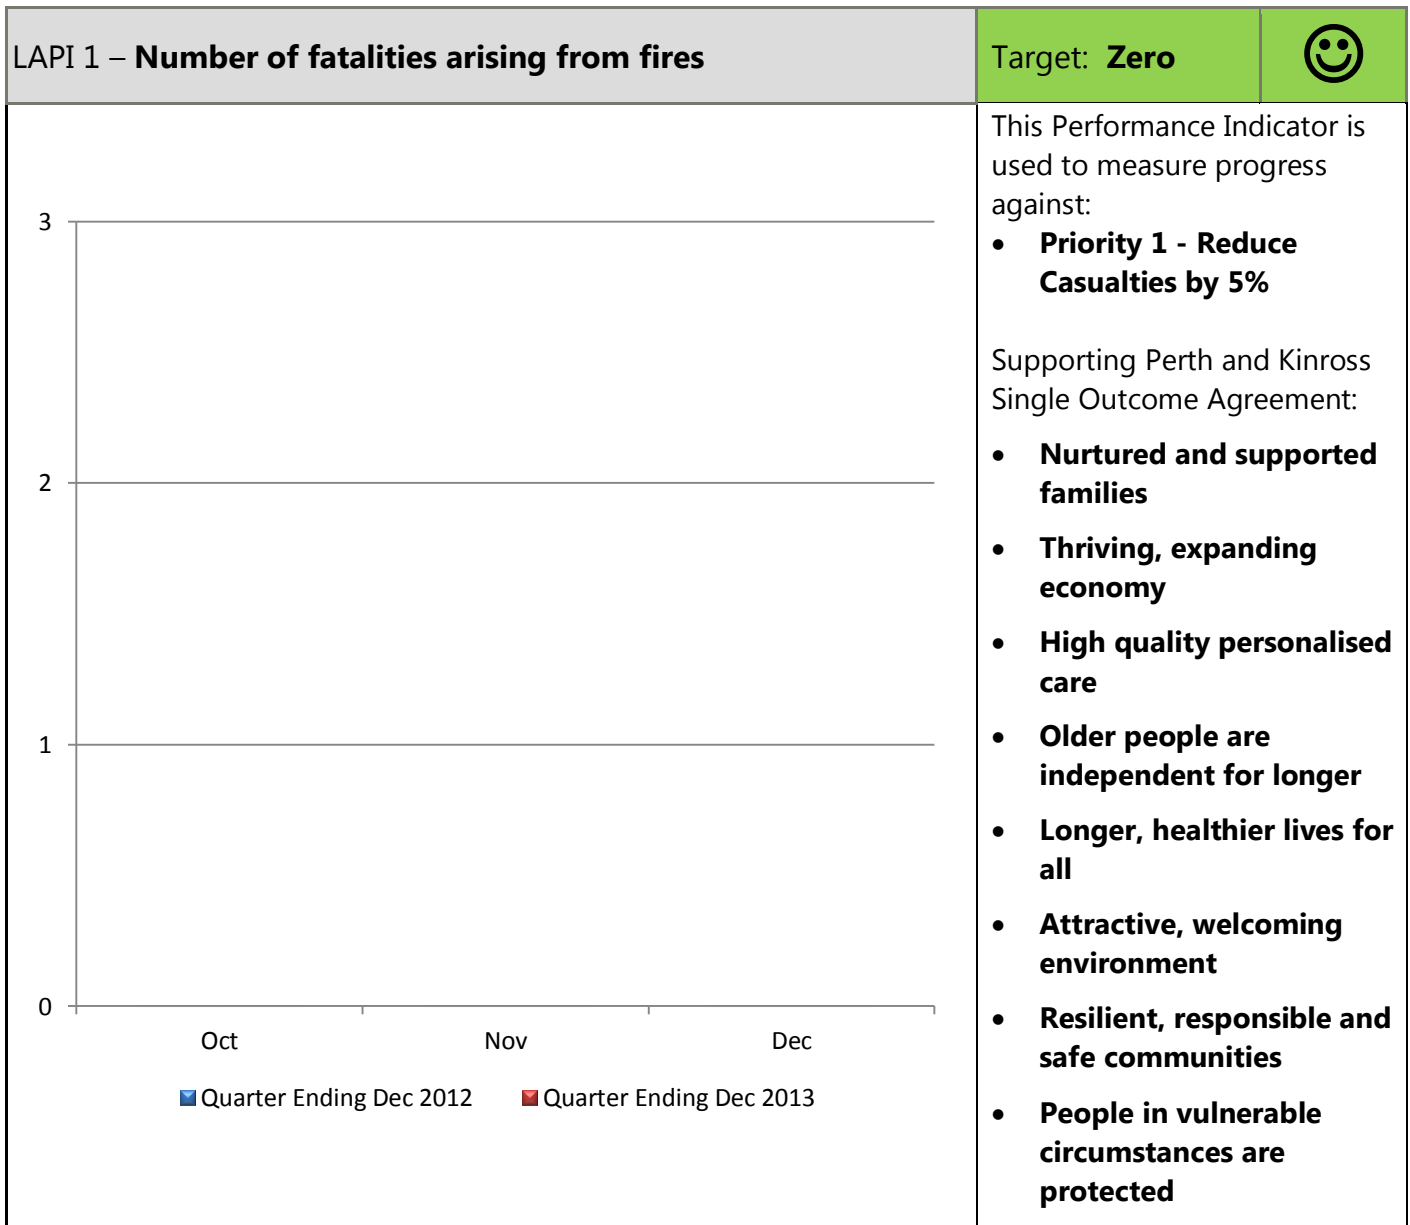 LAPI 1 – Number of fatalities arising from fires
Target: Zero
3
2
1
0
Oct Nov Dec
Quarter Ending Dec 2012 Quarter Ending Dec 2013
This Performance Indicator is
used to measure progress
against:
• Priority 1 - Reduce
Casualties by 5%
Supporting Perth and Kinross
Single Outcome Agreement:
• Nurtured and supported
families
• Thriving, expanding
economy
• High quality personalised
care
• Older people are
independent for longer
• Longer, healthier lives for
all
• Attractive, welcoming
environment
• Resilient, responsible and
safe communities
• People in vulnerable
circumstances are
protected